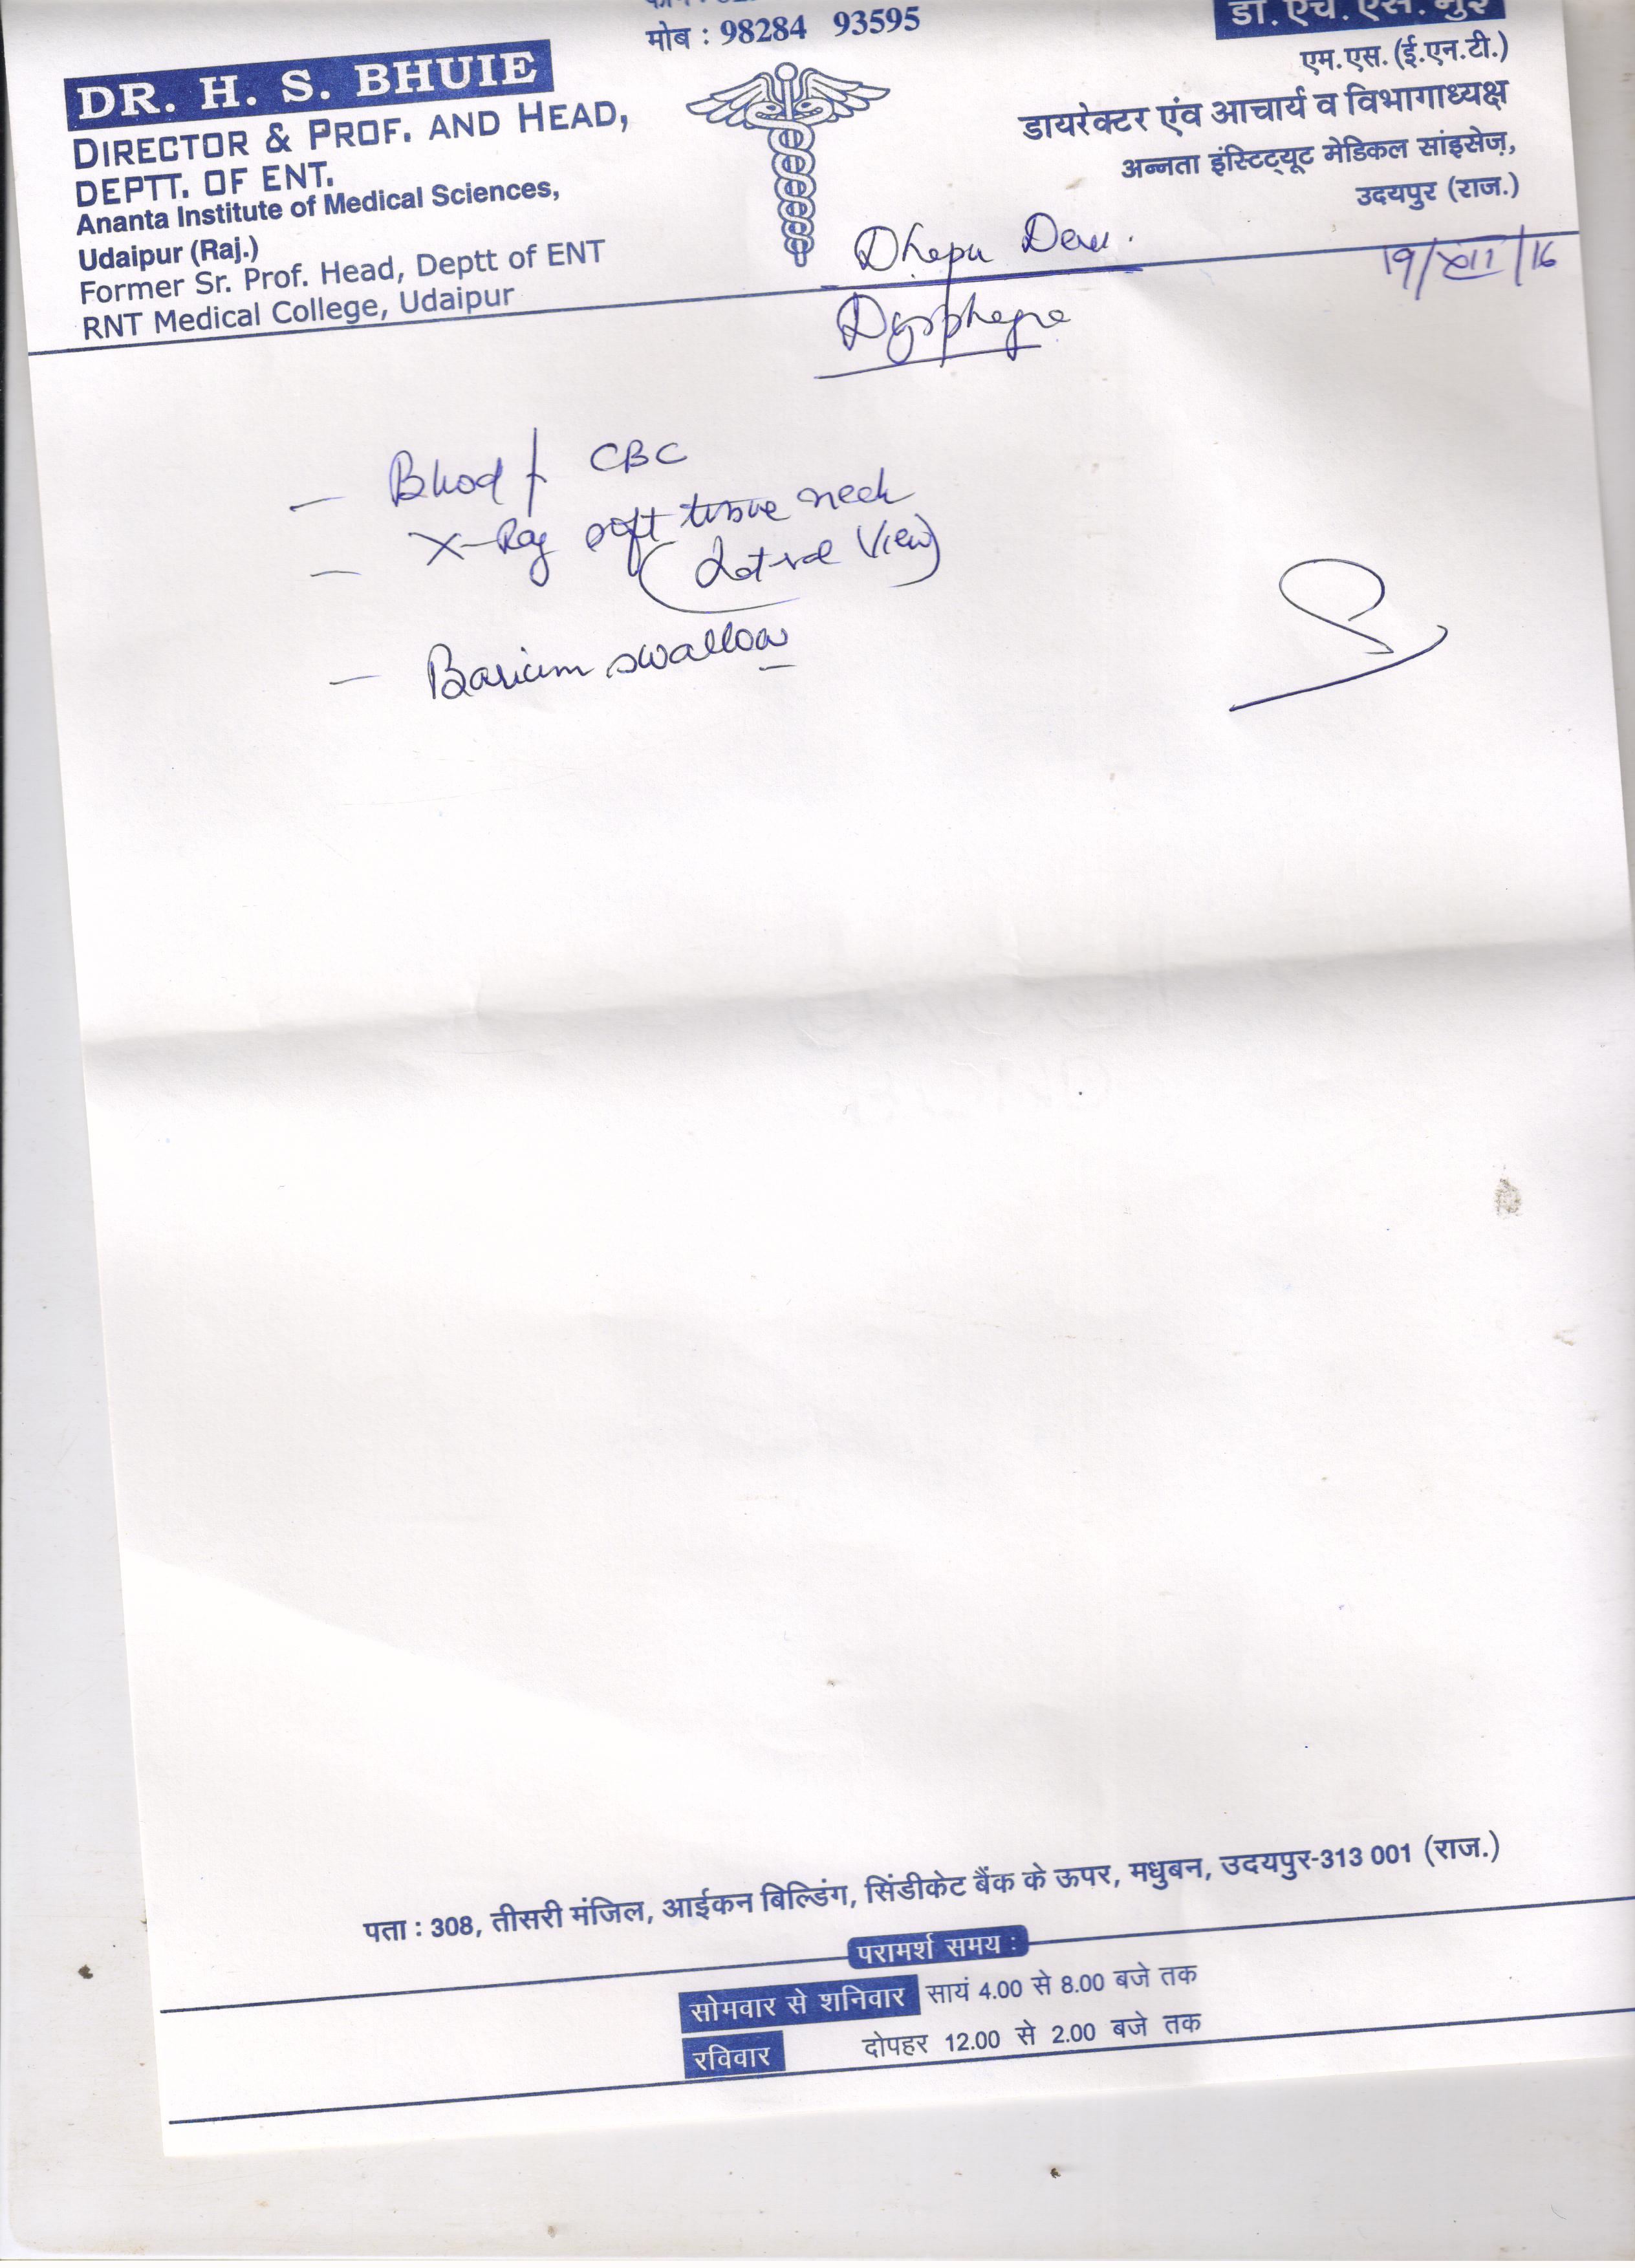 मोब : 98284 93595
DR. H. S. BHUIE
DIRECTOR & PROF. AND HEAD,
DEPTT. OF ENT.
Ananta Institute of Medical Sciences,
Udaipur (Raj.)
Former Sr. Prof. Head, Deptt of ENT
RNT Medical College, Udaipur
डा. एच. एस. भुई
एम.एस. (ई.एन.टी.)
डायरेक्टर एंव आचार्य व विभागाध्यक्ष
अन्नता इंस्टिट्यूट मेडिकल सांइसेज़,
उदयपुर (राज.)
Dhapu Devi.
19/XII/16
Dysphagia
- Blood f CBC
- X-Ray soft tissue neck
(Lateral View)
- Barium swallow
पता : 308, तीसरी मंजिल, आईकन बिल्डिंग, सिंडीकेट बैंक के ऊपर, मधुबन, उदयपुर-313 001 (राज.)
परामर्श समय :
सोमवार से शनिवार सायं 4.00 से 8.00 बजे तक
रविवार दोपहर 12.00 से 2.00 बजे तक